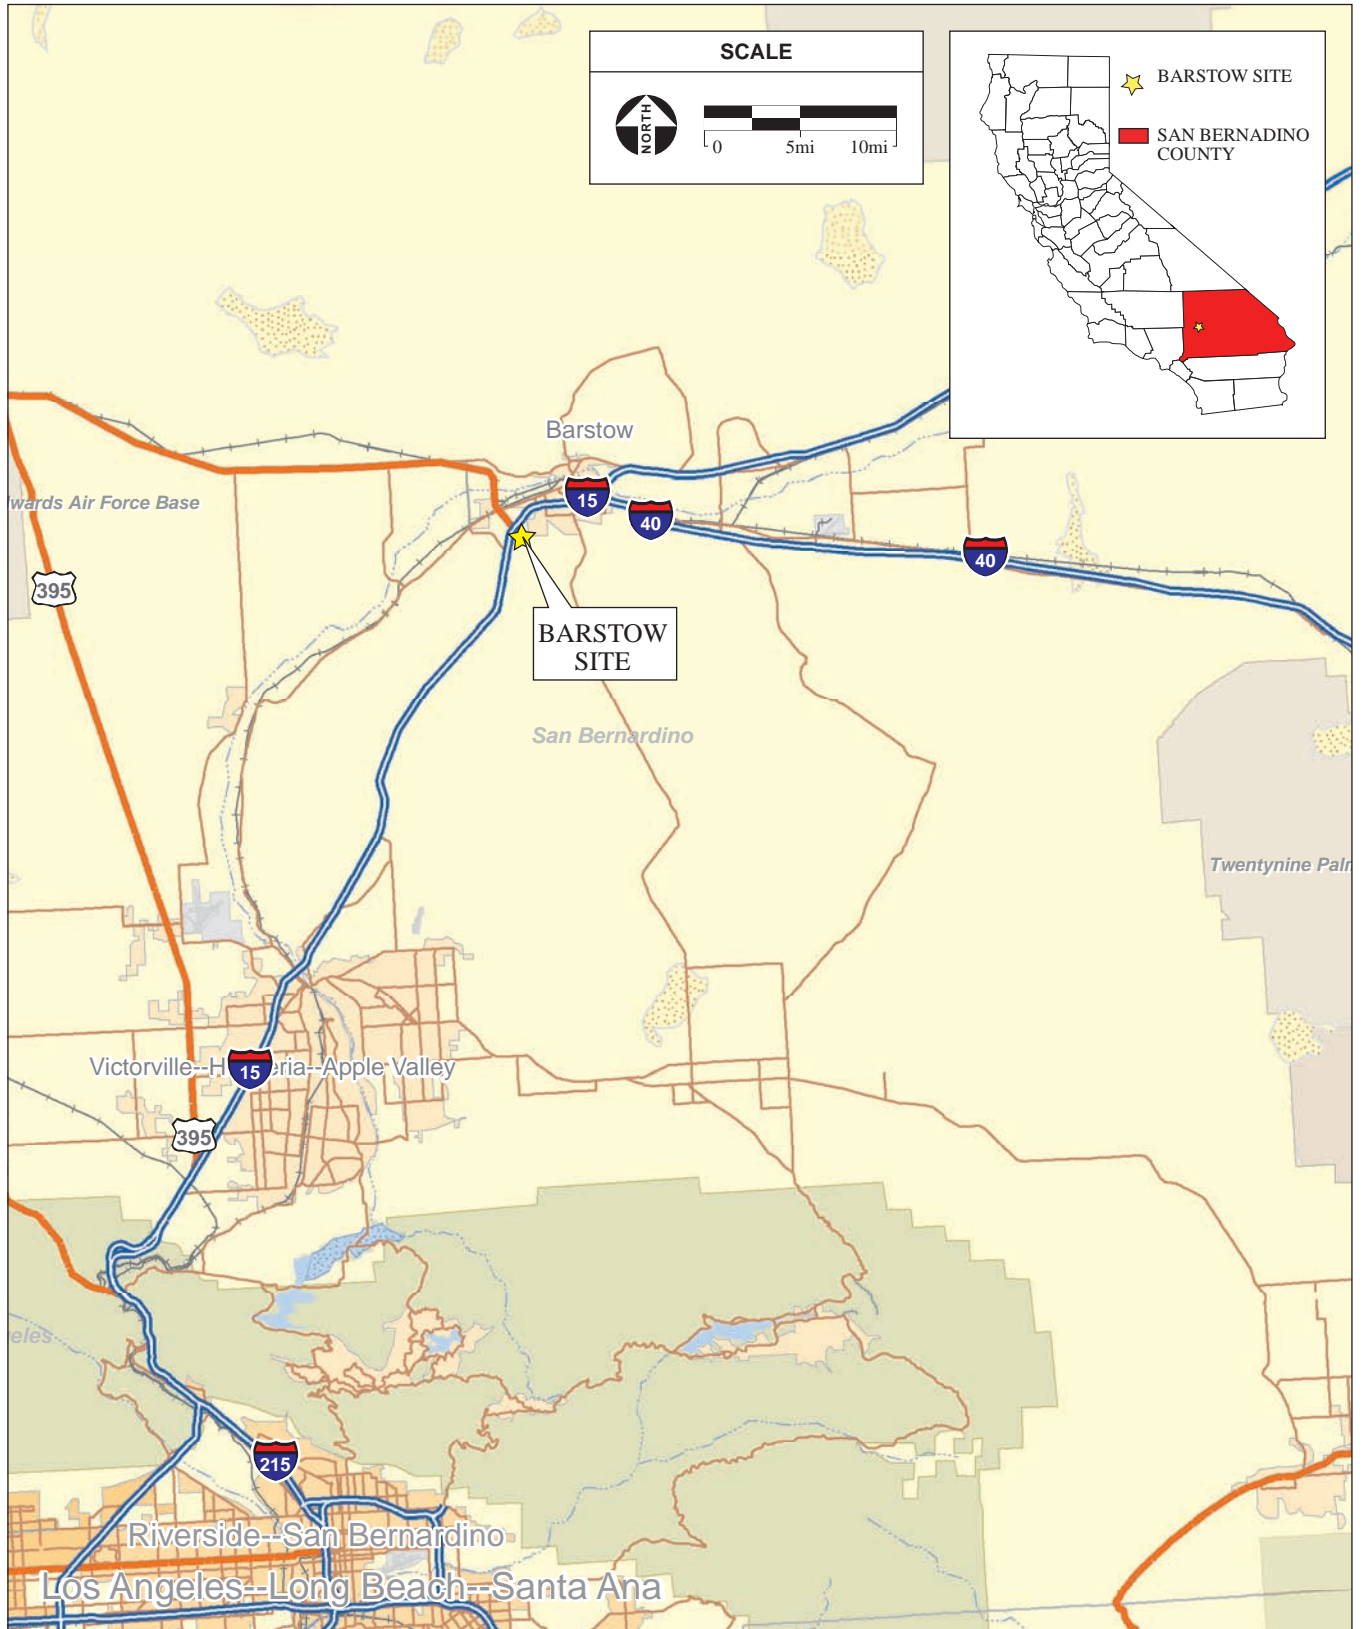 SCALE
NORTH
0 5mi 10mi
BARSTOW SITE
SAN BERNADINO
COUNTY
Barstow
15
40
40
wards Air Force Base
395
BARSTOW
SITE
San Bernardino
Twentynine Palm
Victorville--H eria--Apple Valley
15
395
eles
215
Riverside--San Bernardino
Los Angeles--Long Beach--Santa Ana